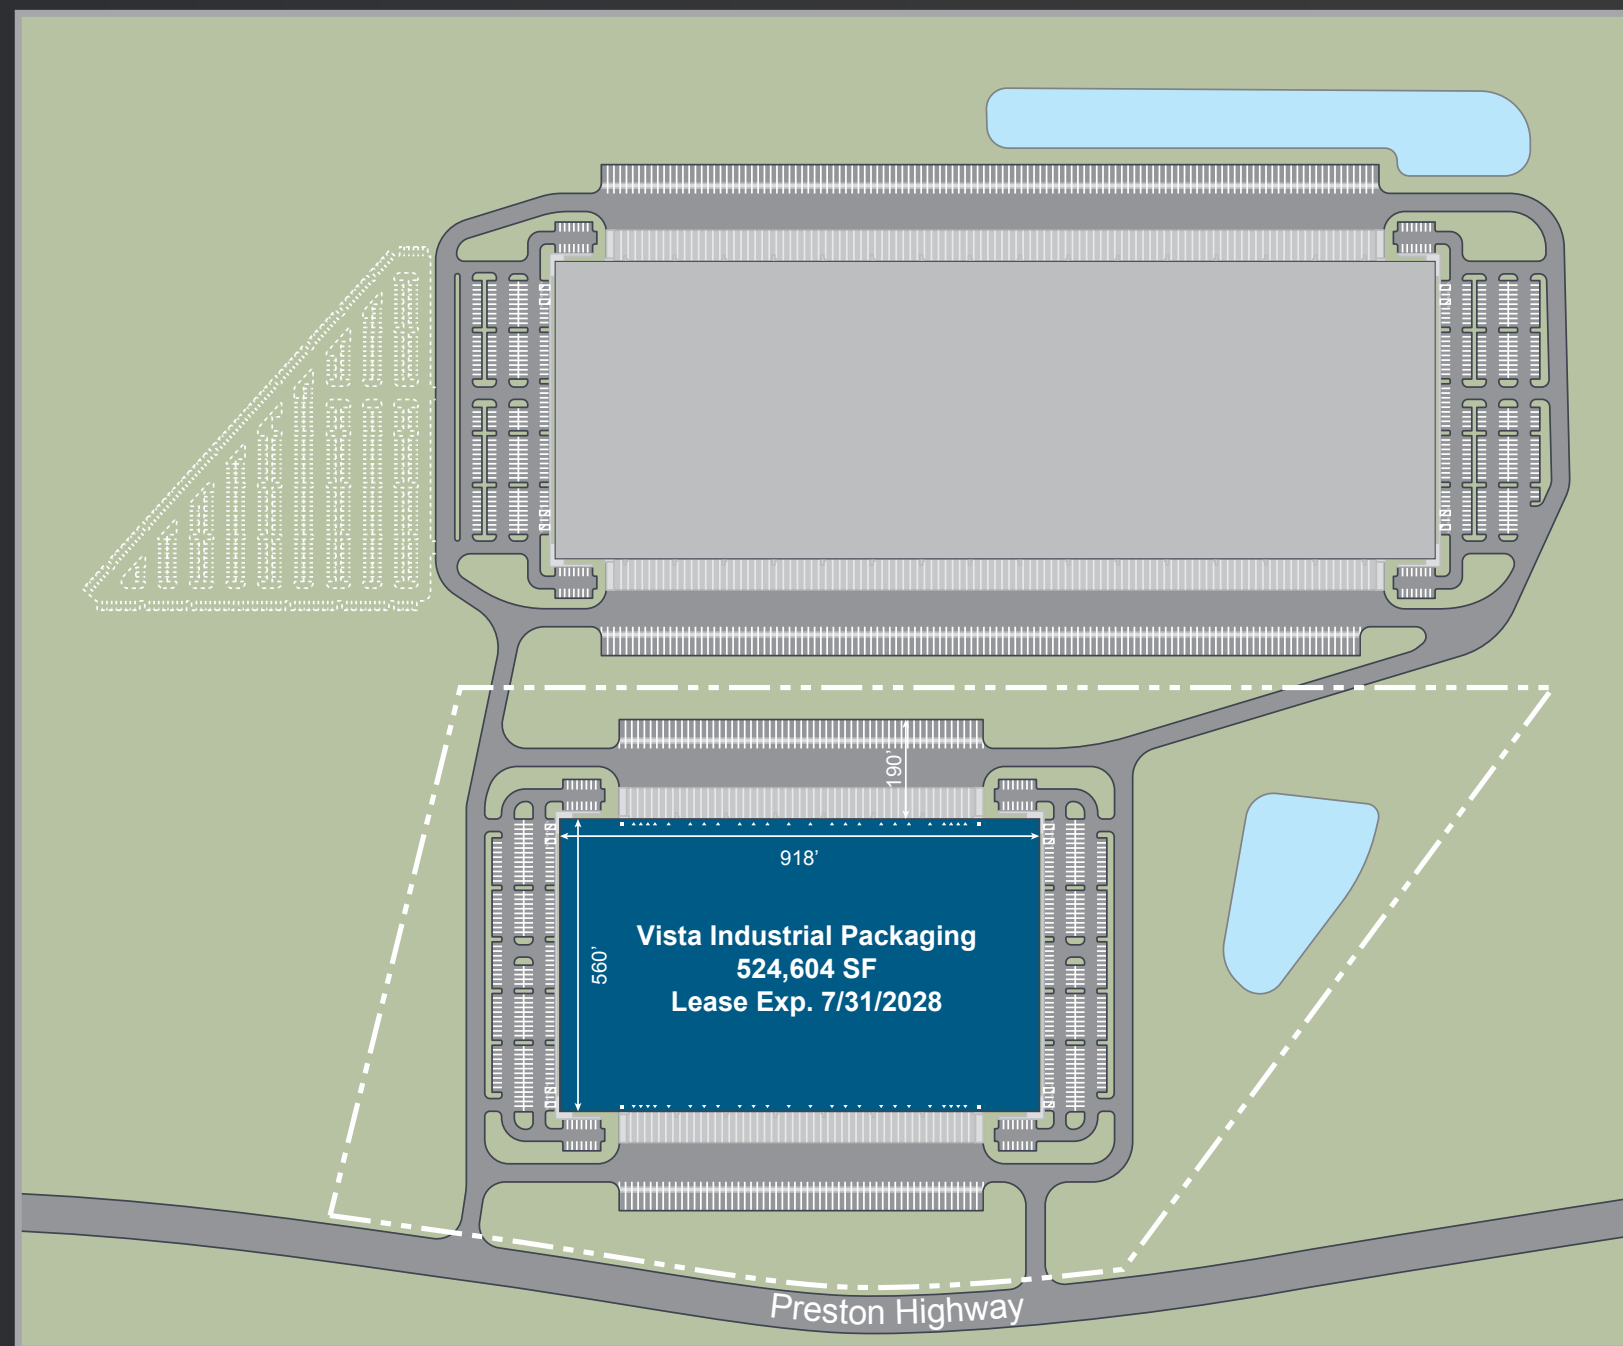 190’
918’
560’
Vista Industrial Packaging
524,604 SF
Lease Exp. 7/31/2028
Preston Highway